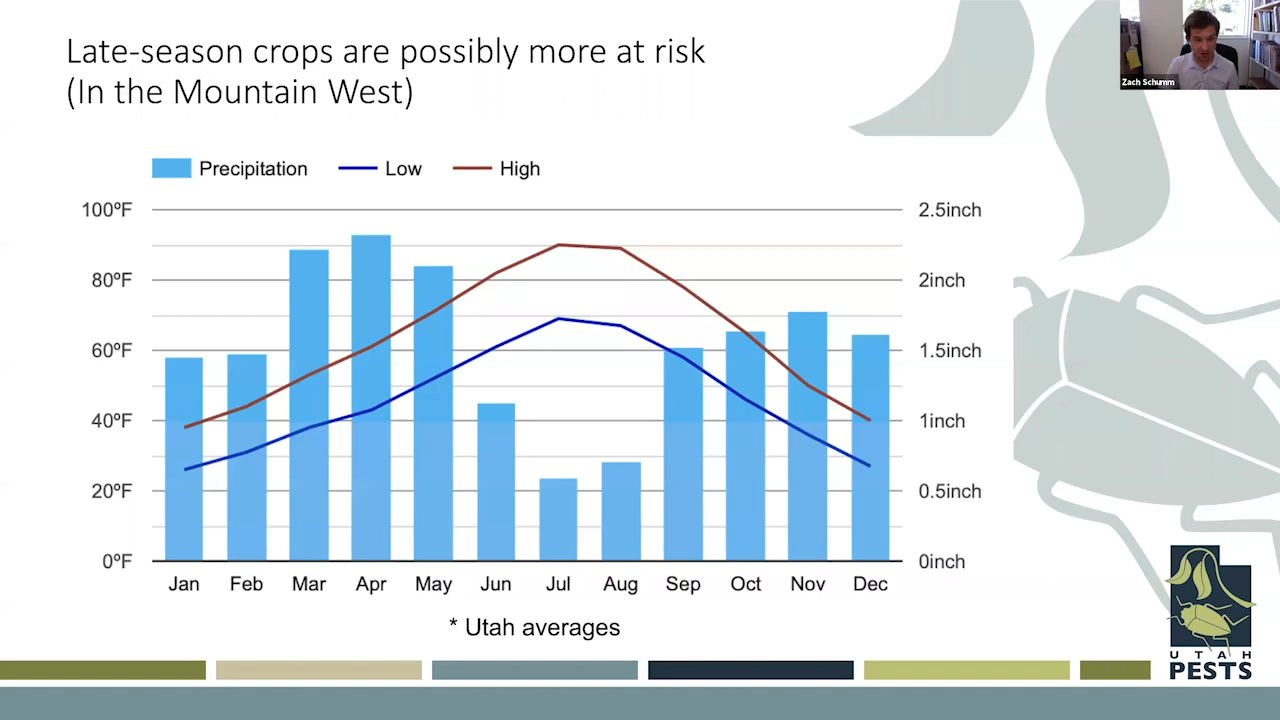 Late-season crops are possibly more at risk
(In the Mountain West)
Zach Schumm
Precipitation Low High
100ºF 2.5inch
80ºF 2inch
60ºF 1.5inch
40ºF 1inch
20ºF 0.5inch
0ºF 0inch
Jan Feb Mar Apr May Jun Jul Aug Sep Oct Nov Dec
* Utah averages
UTAH
PESTS